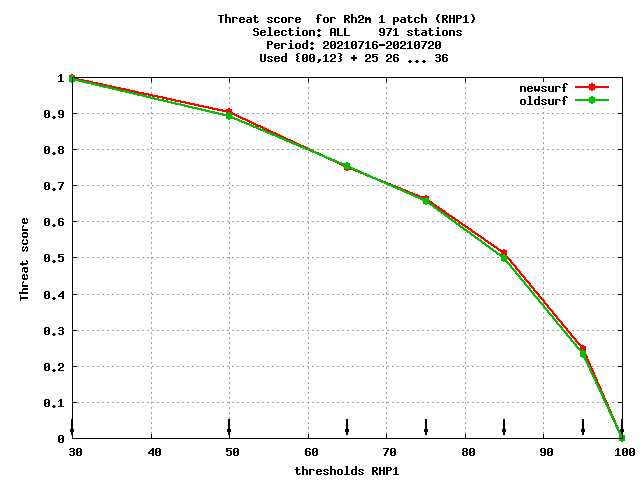 Threat score  for Rh2m 1 patch (RHP1)
Selection: ALL    971 stations
Period: 20210716-20210720
Used {00,12} + 25 26 ... 36
newsurf
oldsurf
1
0.9
0.8
0.7
0.6
0.5
0.4
0.3
0.2
0.1
0
Threat score
30 40 50 60 70 80 90 100
thresholds RHP1